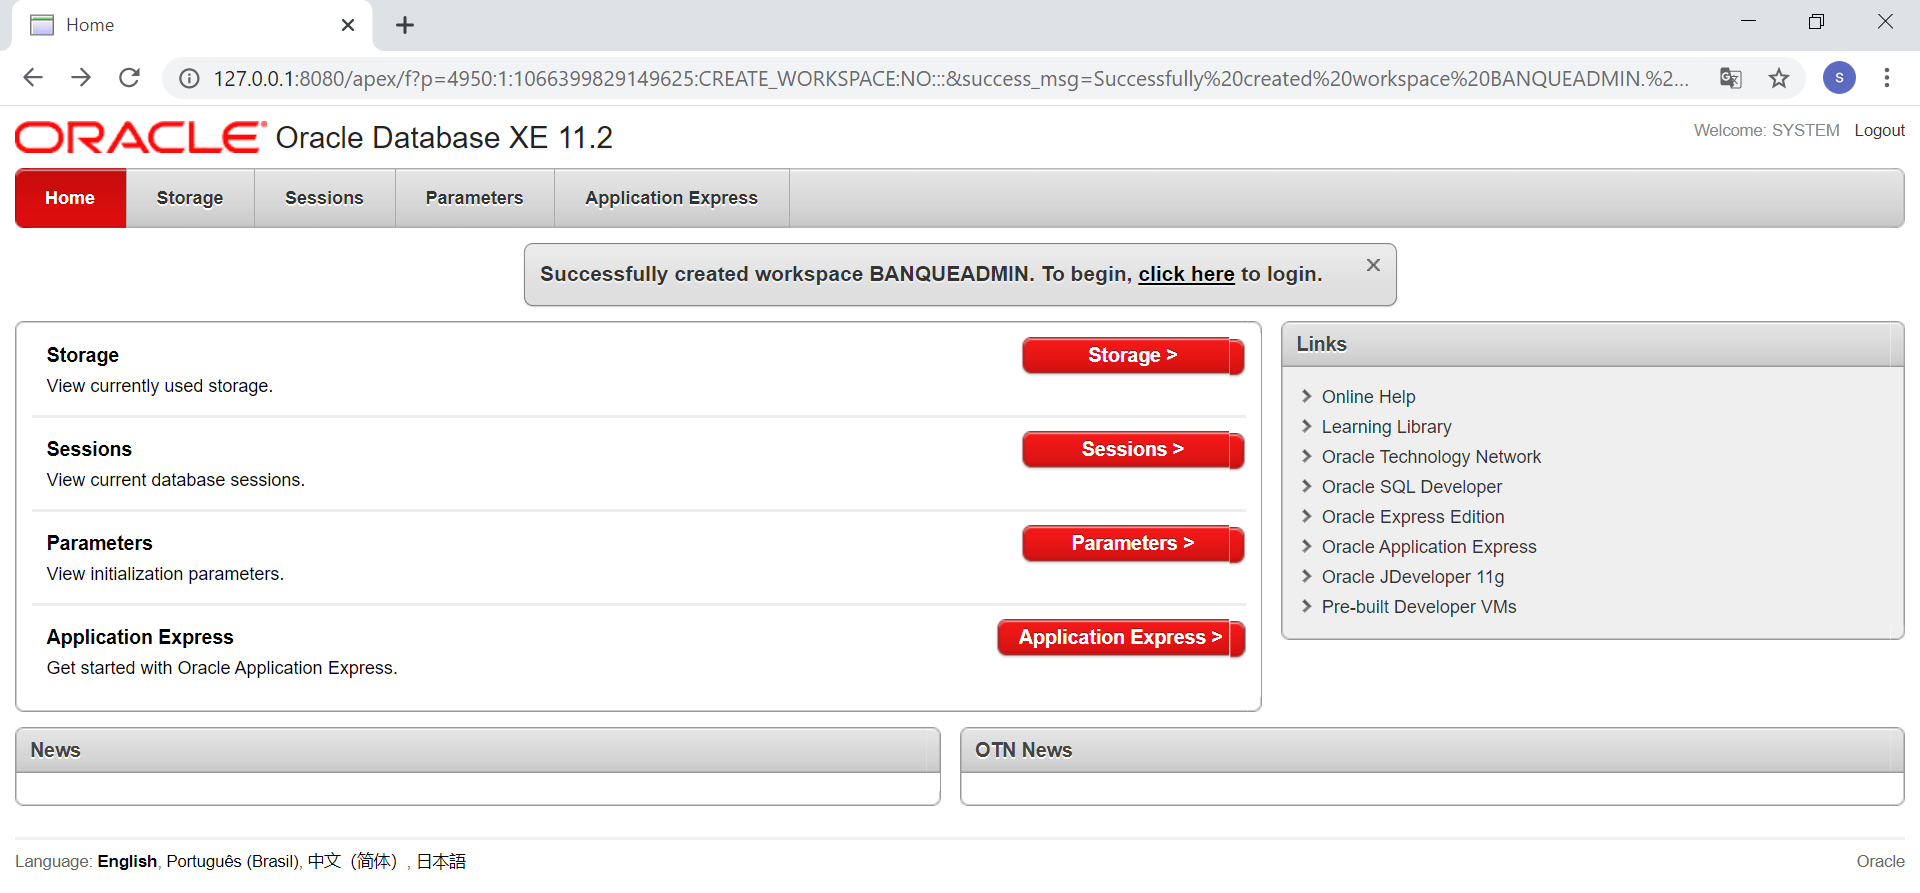 Home
127.0.0.1:8080/apex/f?p=4950:1:1066399829149625:CREATE_WORKSPACE:NO:::&success_msg=Successfully%20created%20workspace%20BANQUEADMIN.%2...
S
ORACLE Oracle Database XE 11.2
Welcome: SYSTEM Logout
Home Storage Sessions Parameters Application Express
Successfully created workspace BANQUEADMIN. To begin, click here to login.
Storage
View currently used storage.
Storage >
Sessions
View current database sessions.
Sessions >
Parameters
View initialization parameters.
Parameters >
Application Express
Get started with Oracle Application Express.
Application Express >
Links
Online Help
Learning Library
Oracle Technology Network
Oracle SQL Developer
Oracle Express Edition
Oracle Application Express
Oracle JDeveloper 11g
Pre-built Developer VMs
News
OTN News
Language: English, Português (Brasil), 中文（简体）, 日本語
Oracle